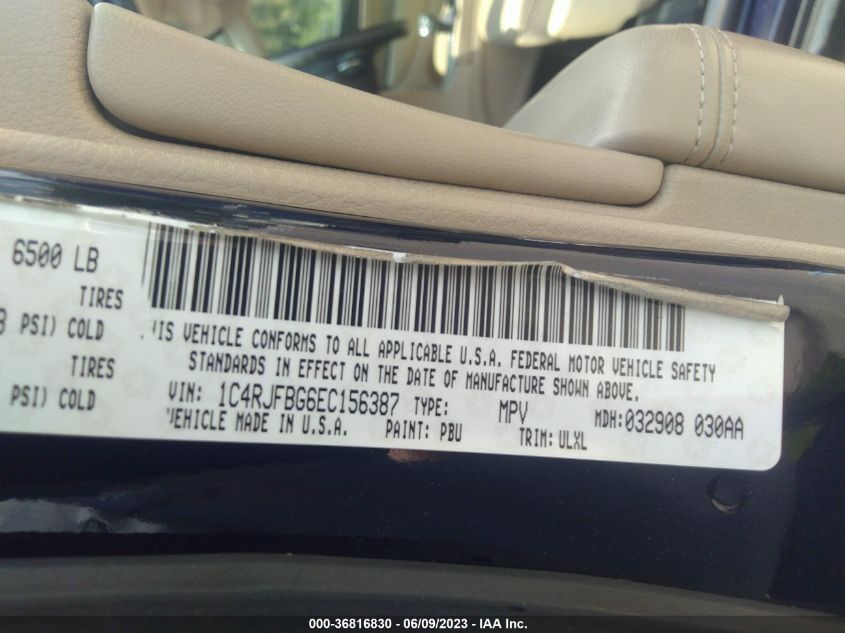 6500 LB
TIRES
PSI) COLD
TIRES
PSI) COLD
VEHICLE CONFORMS TO ALL APPLICABLE U.S.A. FEDERAL MOTOR VEHICLE SAFETY
STANDARDS IN EFFECT ON THE DATE OF MANUFACTURE SHOWN ABOVE.
VIN: 1C4RJFBG6EC156387 TYPE: MPV MDH:032908 030AA
VEHICLE MADE IN U.S.A. PAINT: PBU TRIM: ULXL
000-36816830 - 06/09/2023 - IAA Inc.